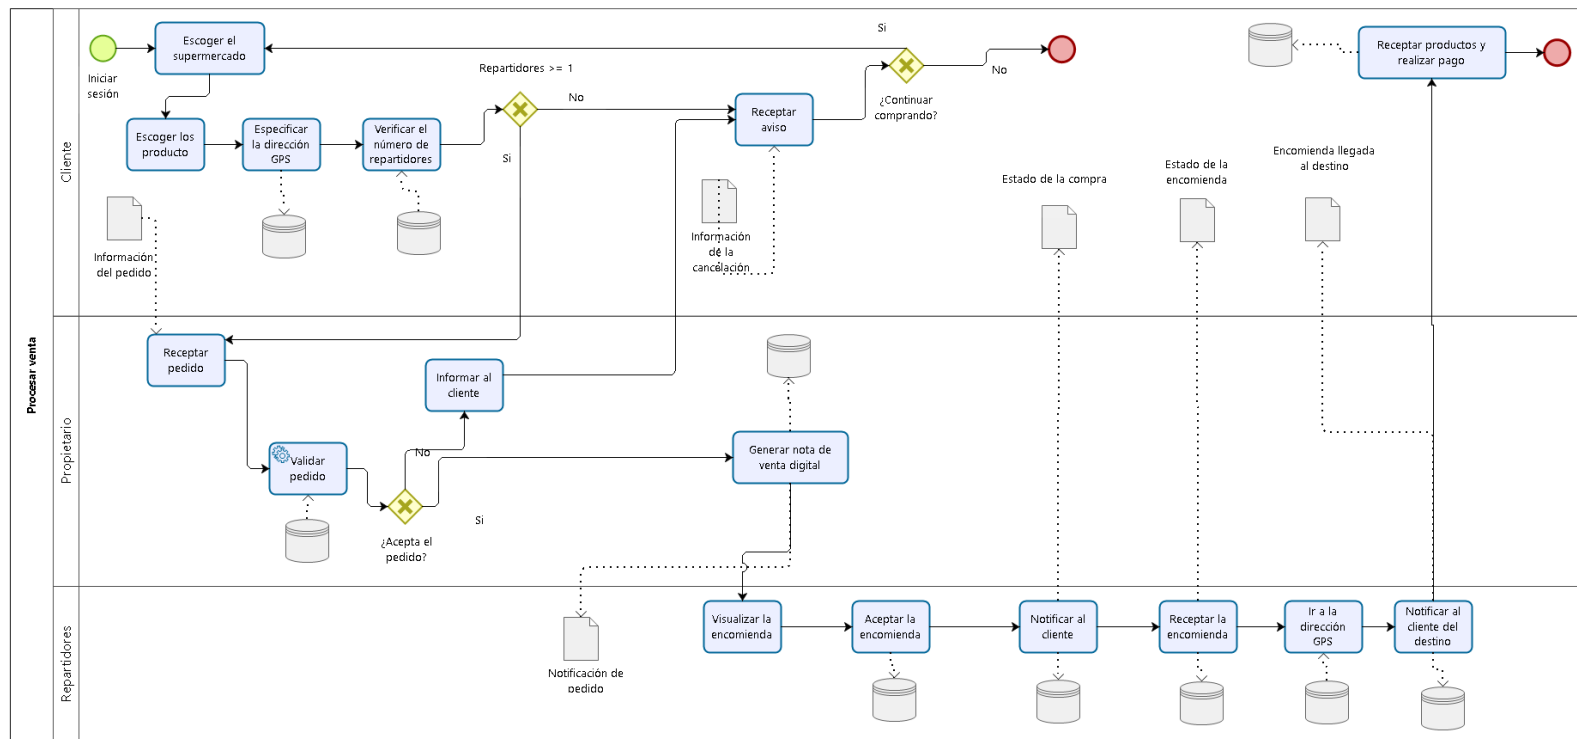 Procesar venta
Cliente
Iniciar
sesión
Escoger el
supermercado
Escoger los
producto
Especificar
la dirección
GPS
Verificar el
número de
repartidores
Repartidores >= 1
No
Si
Receptar
aviso
Si
¿Continuar
comprando?
No
Receptar productos y
realizar pago
Información
del pedido
Información
de la
cancelación
Estado de la compra
Estado de la
encomienda
Encomienda llegada
al destino
Propietario
Receptar
pedido
Validar
pedido
¿Acepta el
pedido?
No
Si
Informar al
cliente
Generar nota de
venta digital
Repartidores
Notificación de
pedido
Visualizar la
encomienda
Aceptar la
encomienda
Notificar al
cliente
Receptar la
encomienda
Ir a la
dirección
GPS
Notificar al
cliente del
destino